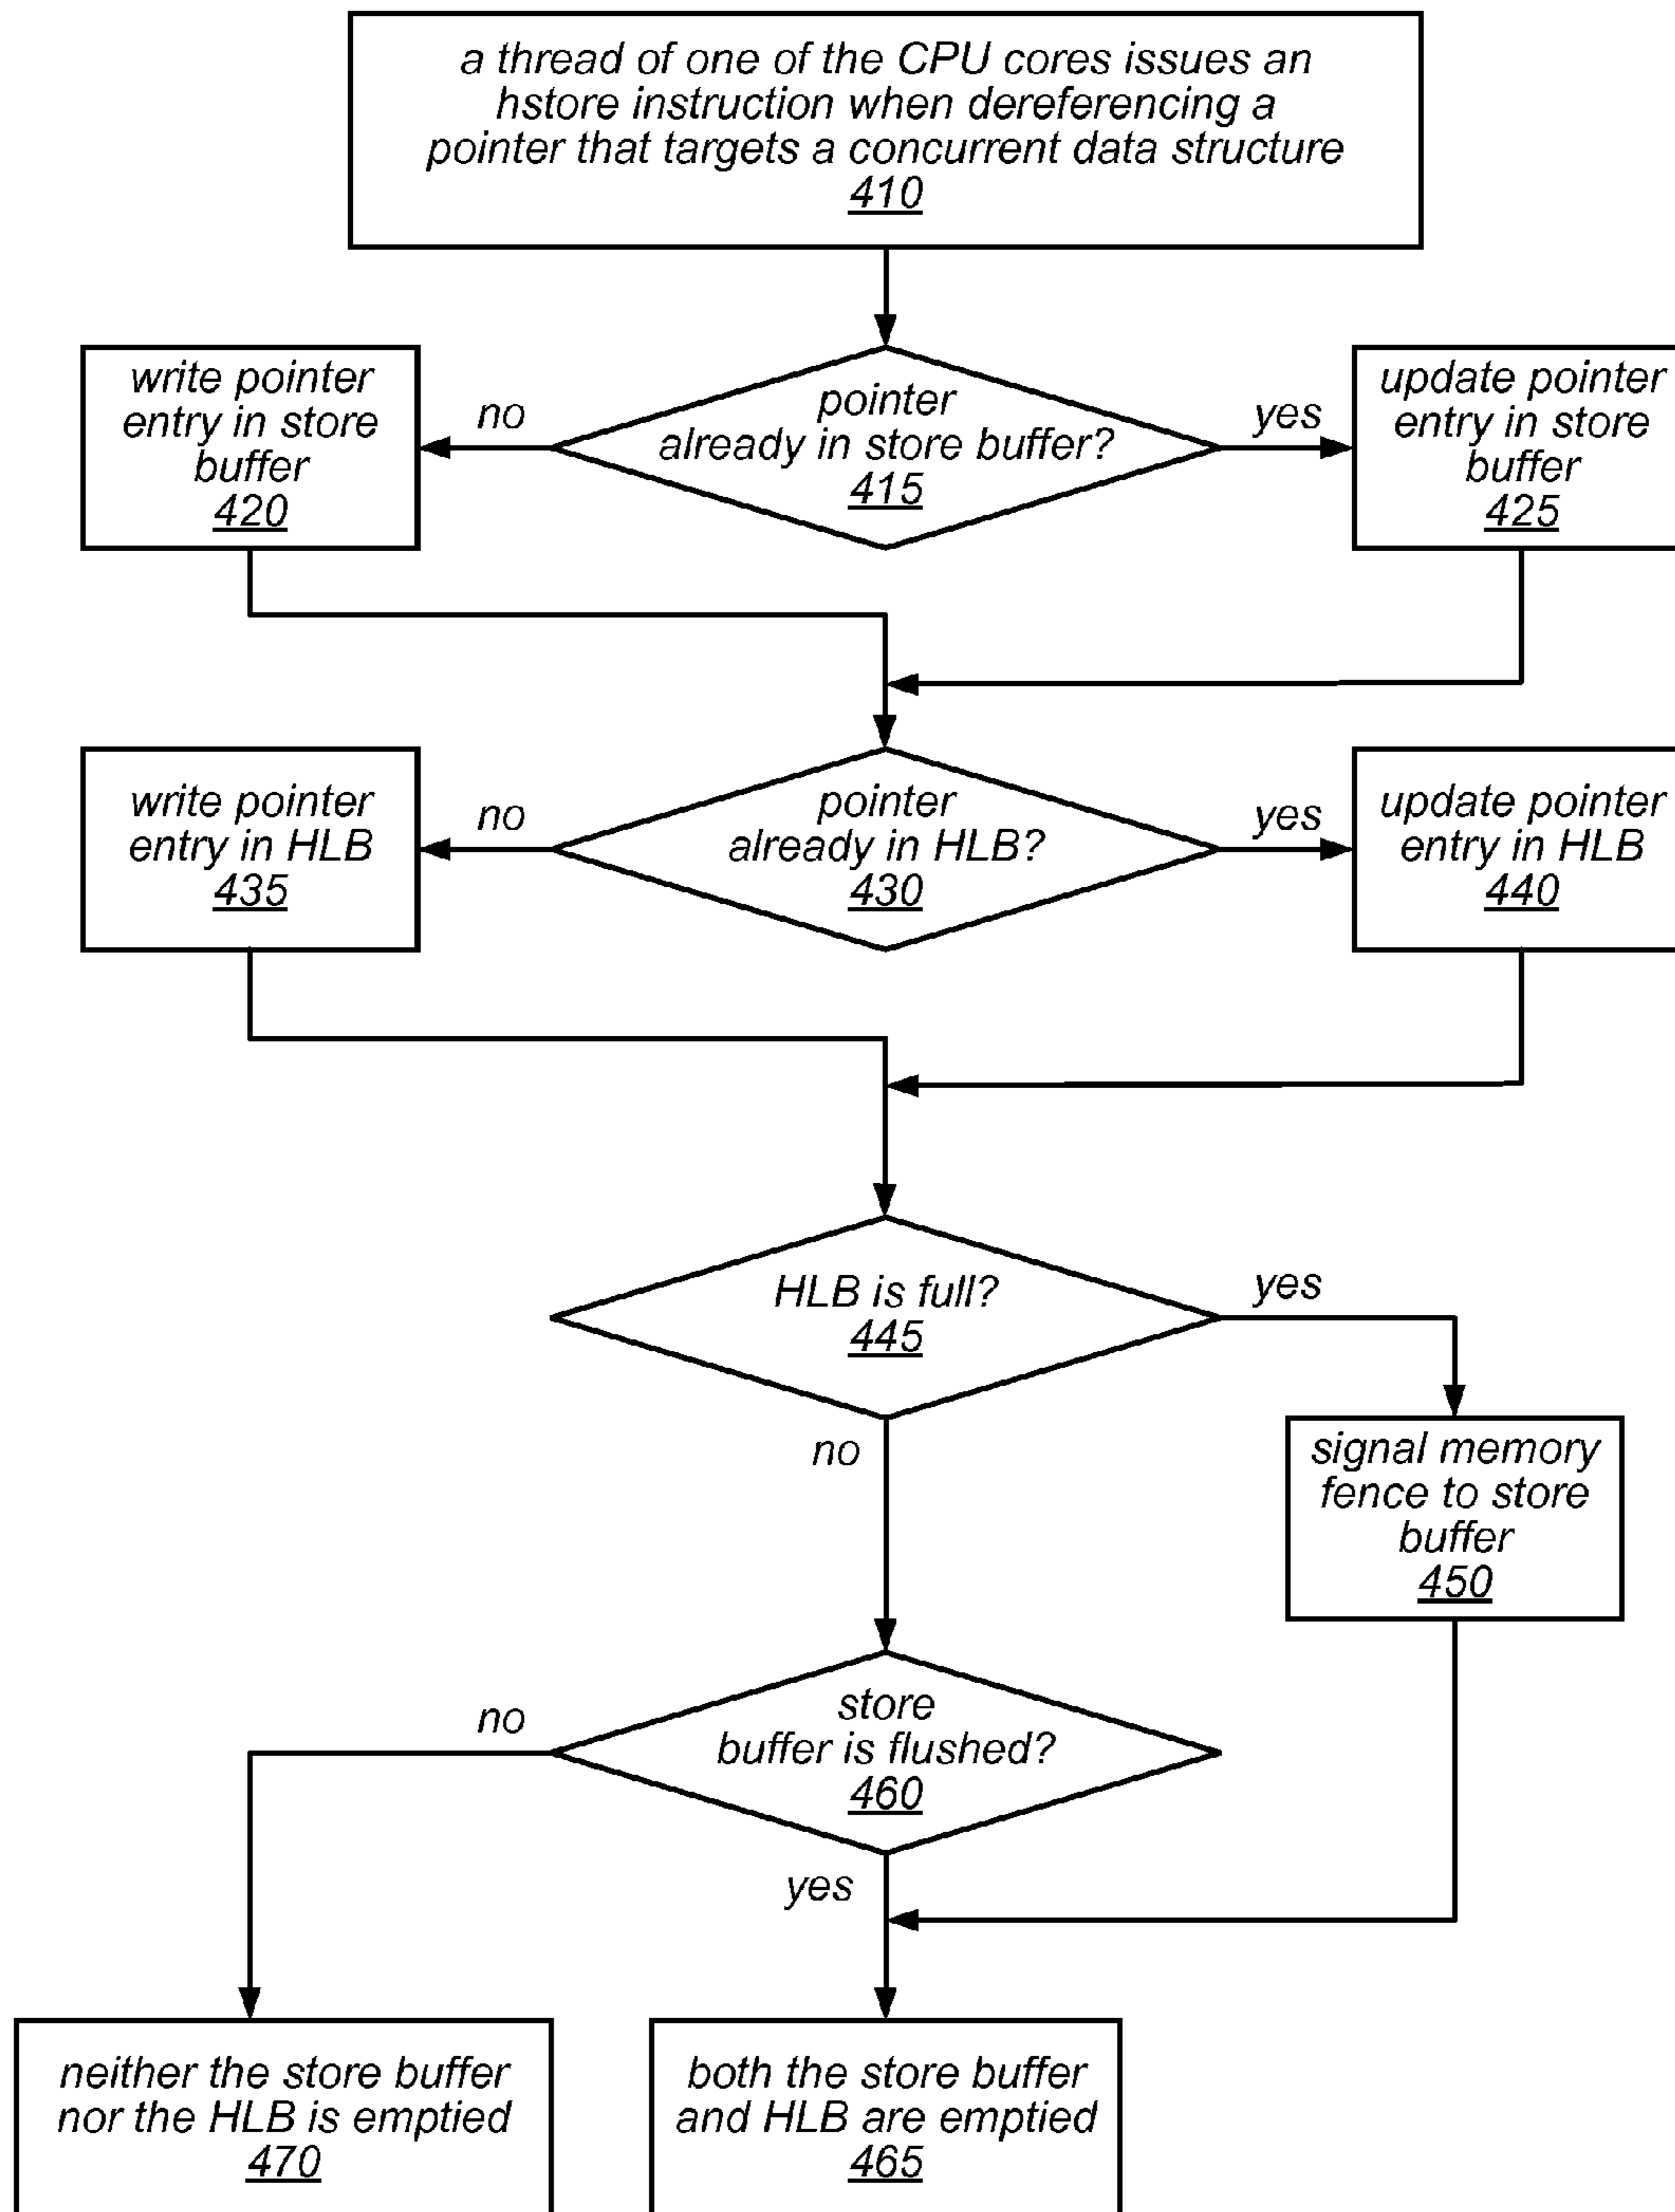 a thread of one of the CPU cores issues an
hstore instruction when dereferencing a
pointer that targets a concurrent data structure
410
write pointer
entry in store
buffer
420
no
pointer
already in store buffer?
415
yes
update pointer
entry in store
buffer
425
write pointer
entry in HLB
435
no
pointer
already in HLB?
430
yes
update pointer
entry in HLB
440
HLB is full?
445
yes
no
signal memory
fence to store
buffer
450
no
store
buffer is flushed?
460
yes
neither the store buffer
nor the HLB is emptied
470
both the store buffer
and HLB are emptied
465